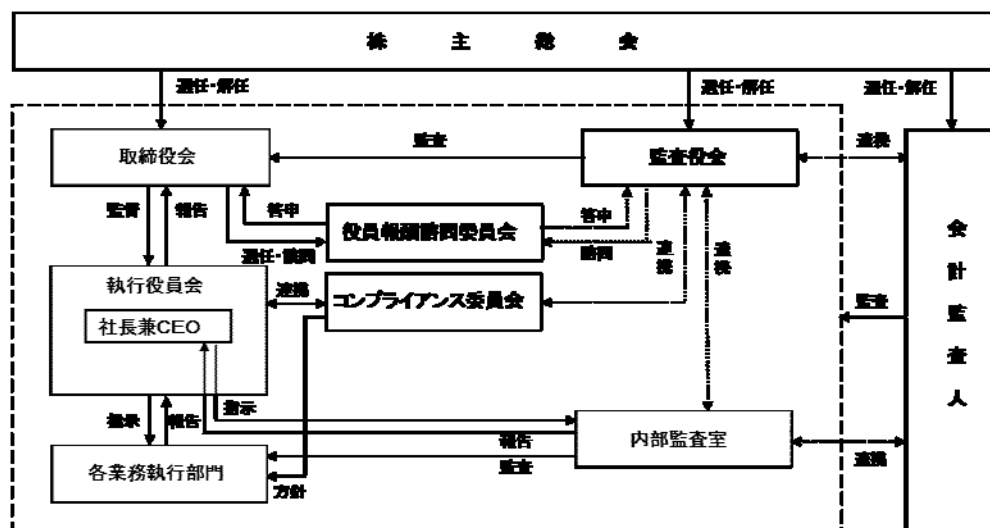 株主総会
選任・解任
選任・解任
選任・解任
取締役会
監査
監査役会
連携
監督
報告
答申
役員報酬諮問委員会
答申
選任・諮問
諮問
連携
連携
会計監査人
執行役員会
連携
コンプライアンス委員会
社長兼CEO
監査
指示
報告
指示
報告
内部監査室
監査
連携
各業務執行部門
方針